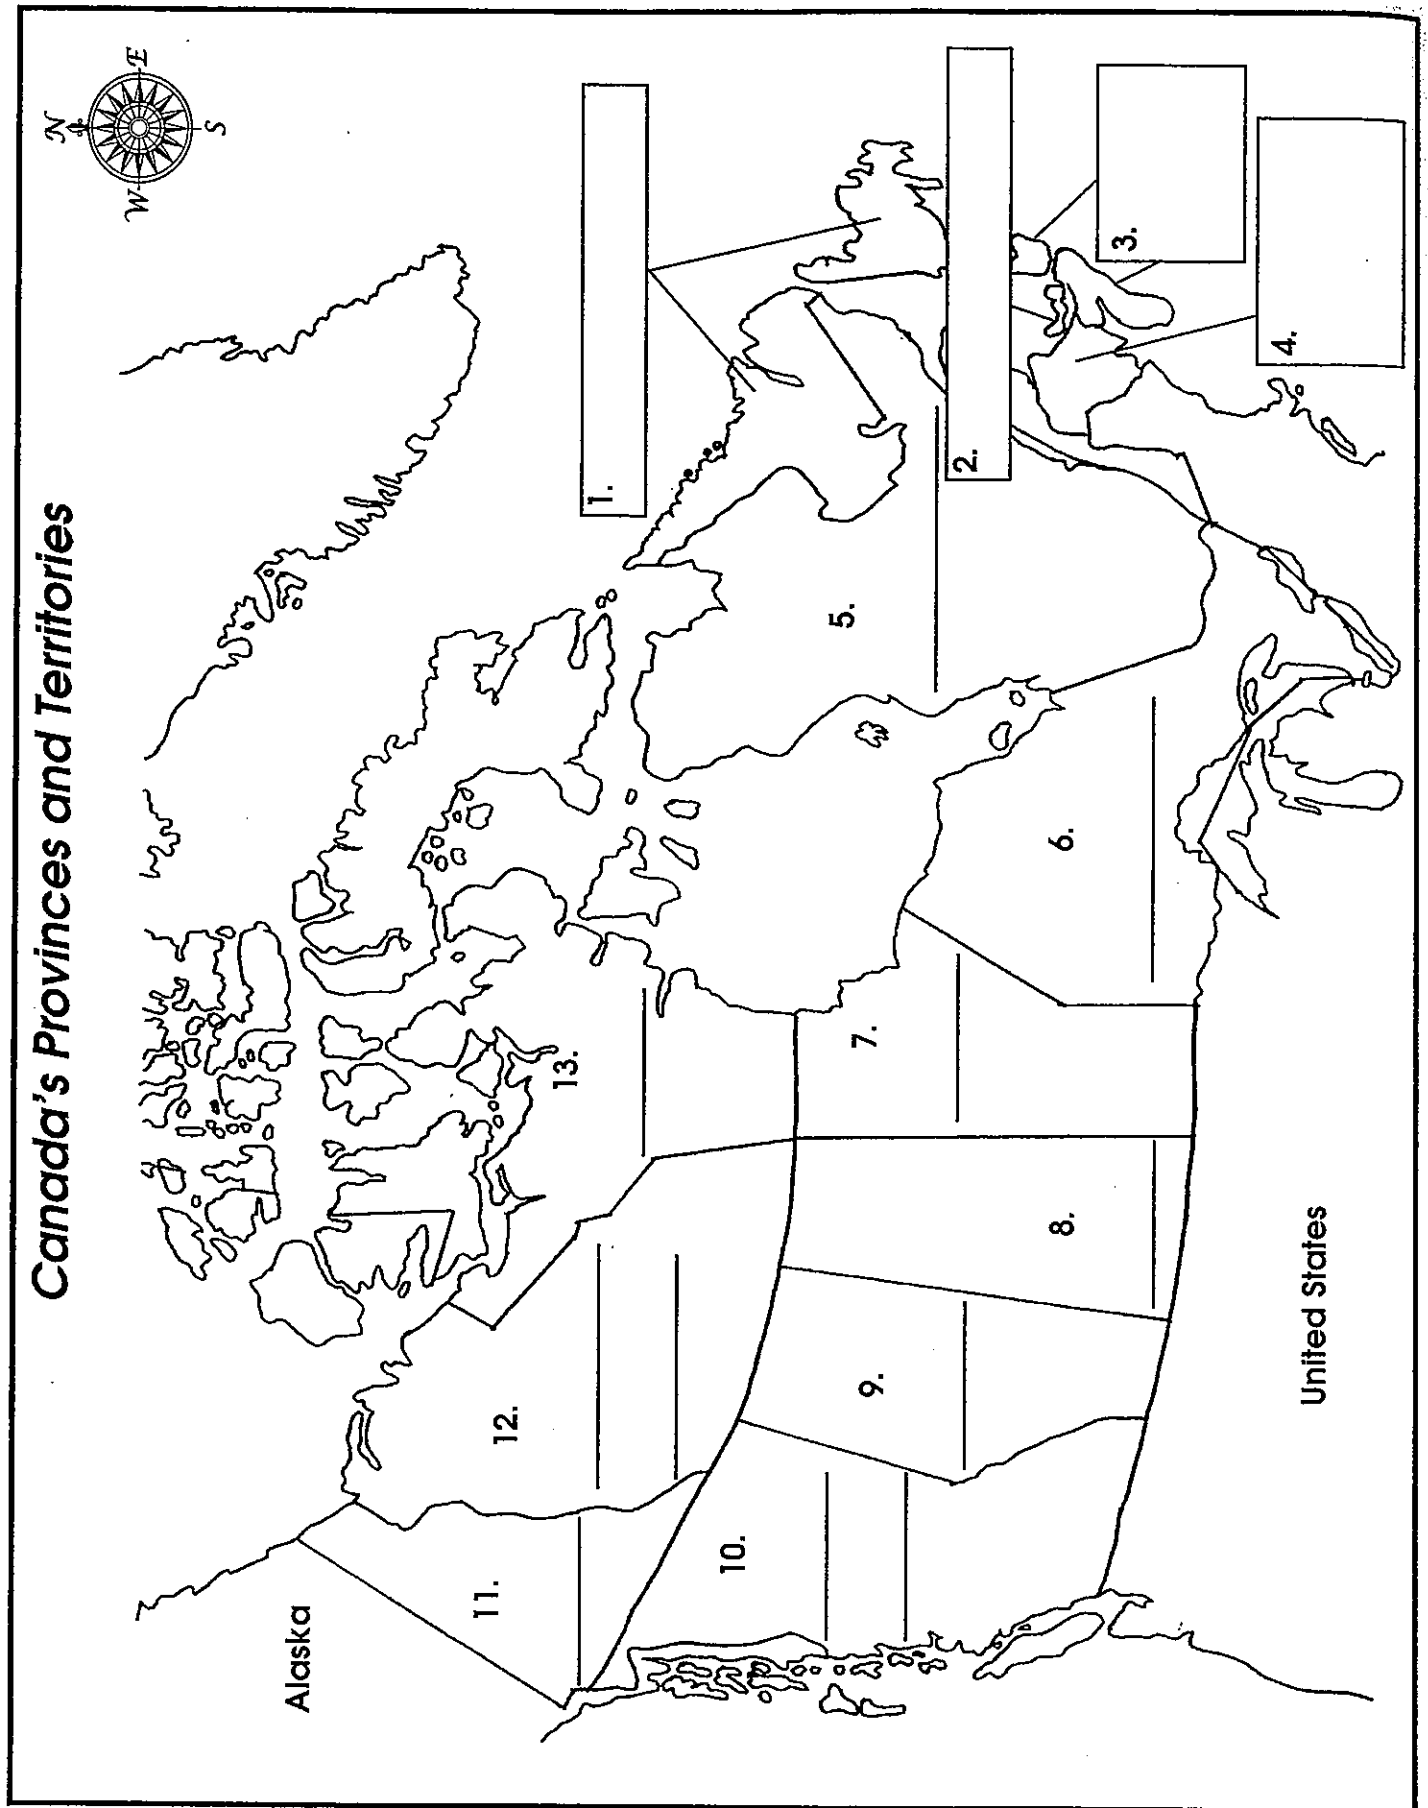 Canada's Provinces and Territories
N
W
E
S
Alaska
11.
12.
13.
10.
9.
8.
7.
6.
5.
1.
2.
3.
4.
United States